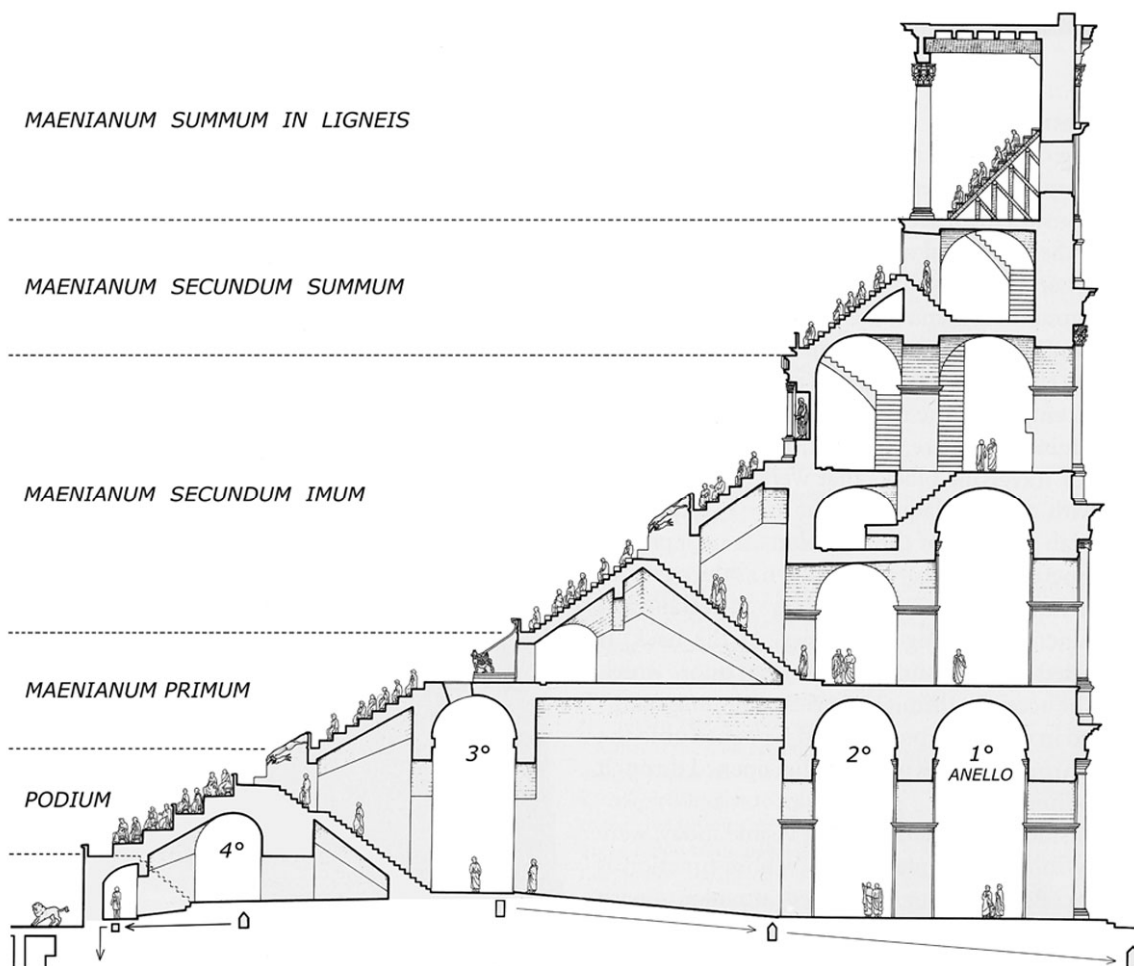 MAENIANUM SUMMUM IN LIGNEIS
MAENIANUM SECUNDUM SUMMUM
MAENIANUM SECUNDUM IMUM
MAENIANUM PRIMUM
PODIUM
4°
3°
2°
1°
ANELLO